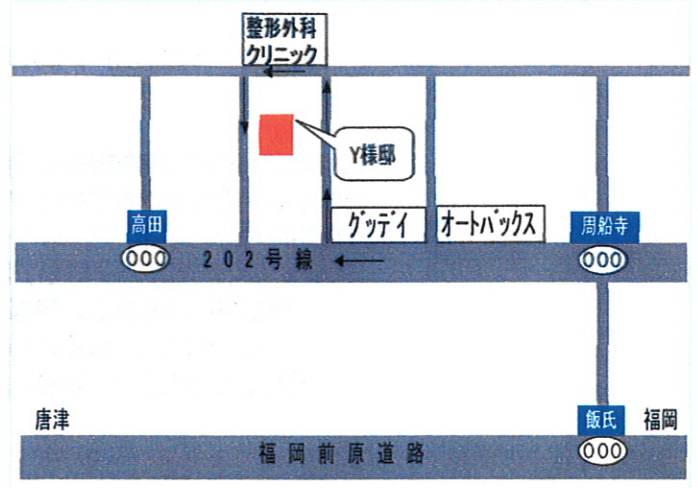 整形外科
クリニック
Y様邸
高田
グッデイ
オートバックス
周船寺
000
202号線
000
唐津
飯氏
福岡
福岡前原道路
000